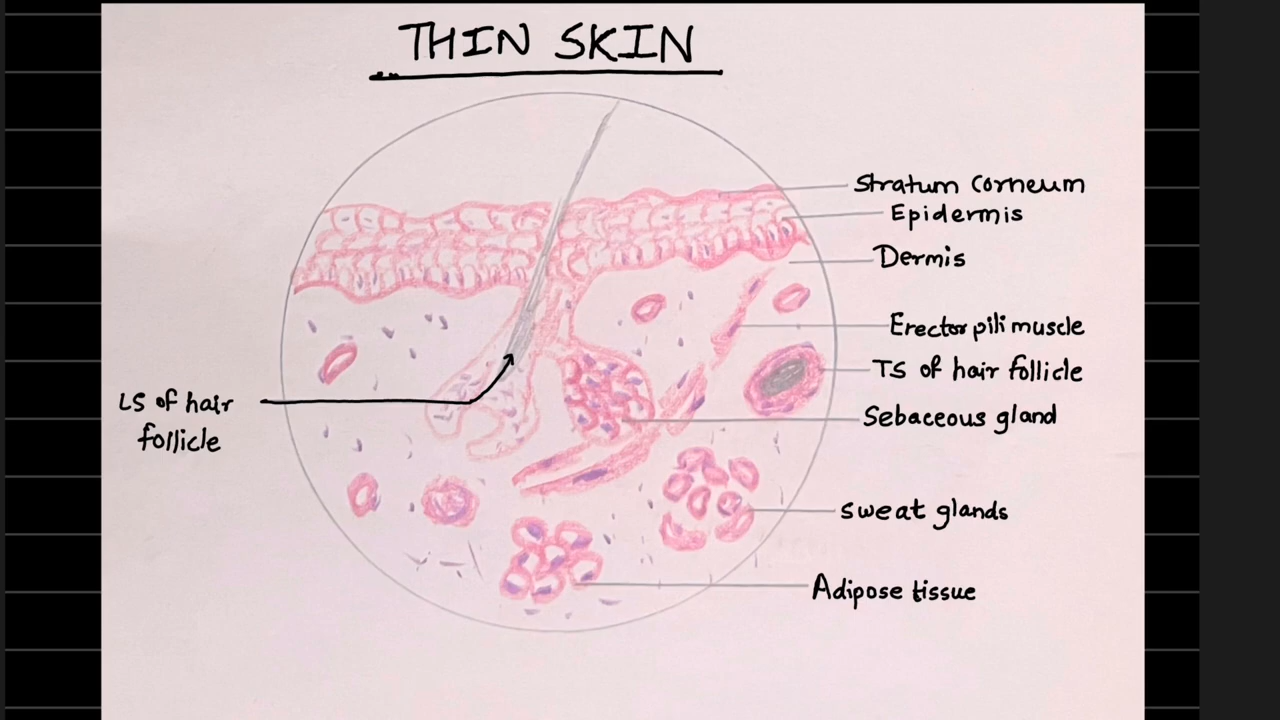 THIN SKIN
Stratum Corneum
Epidermis
Dermis
Erector pili muscle
TS of hair follicle
Sebaceous gland
sweat glands
Adipose tissue
LS of hair
follicle